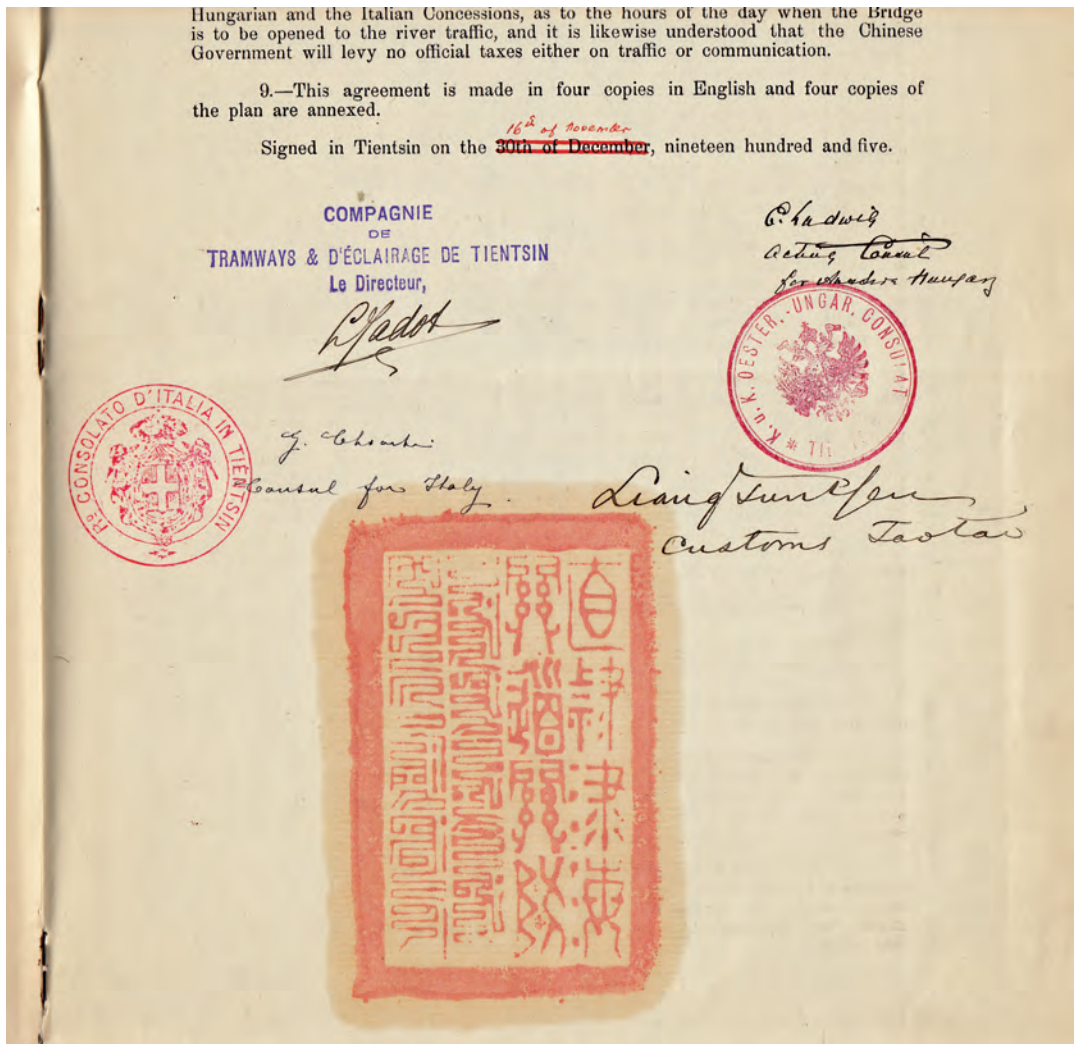 Hungarian and the Italian Concessions, as to the hours of the day when the Bridge
is to be opened to the river traffic, and it is likewise understood that the Chinese
Government will levy no official taxes either on traffic or communication.
9.—This agreement is made in four copies in English and four copies of
the plan are annexed.
16th of November
Signed in Tientsin on the 30th of December, nineteen hundred and five.
COMPAGNIE
DE
TRAMWAYS & D'ÉCLAIRAGE DE TIENTSIN
Le Directeur,
Jadot
Acting Consul
for Hungary
K. U. K. OESTER.-UNGAR. CONSULAT
Ro CONSOLATO D'ITALIA IN TIENTSIN
G.
Consul for Italy
Customs Taotai
直隸津